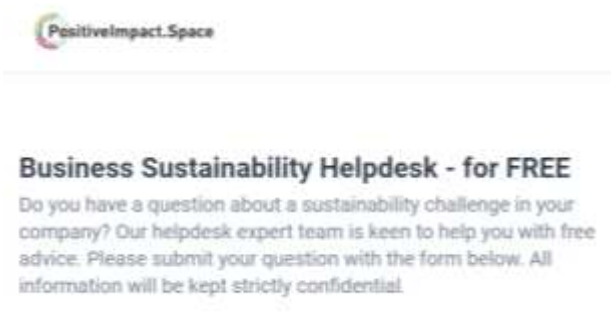 PositiveImpact.Space
Business Sustainability Helpdesk - for FREE
Do you have a question about a sustainability challenge in your
company? Our helpdesk expert team is keen to help you with free
advice. Please submit your question with the form below. All
information will be kept strictly confidential.